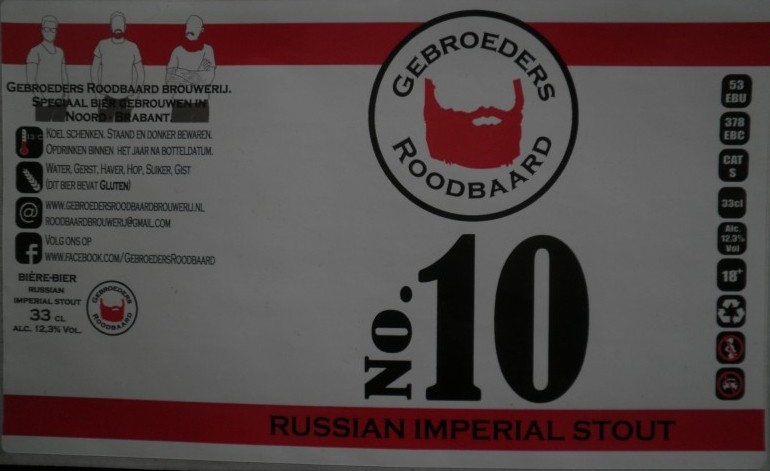 Gebroeders Roodbaard brouwerij.
Speciaal bier gebrouwen in
Noord - Brabant.
Koel schenken. Staand en donker bewaren.
Opdrinken binnen het jaar na botteldatum.
Water, Gerst, Haver, Hop, Suiker, Gist
(dit bier bevat Gluten)
@
www.gebroedersroodbaardbrouwerij.nl
roodbaardbrouwerij@gmail.com
f
Volg ons op
www.facebook.com/GebroedersRoodbaard
BIÈRE-BIER
RUSSIAN
IMPERIAL STOUT
33 CL
ALC. 12,3% VOL.
GEBROEDERS
ROODBAARD
GEBROEDERS
ROODBAARD
No. 10
RUSSIAN IMPERIAL STOUT
53
EBU
378
EBC
CAT
S
33cl
Alc.
12.3%
Vol
18+